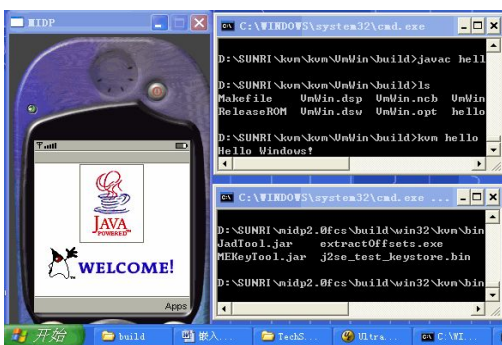 MIDP
JAVA
POWERED
WELCOME!
Apps
C:\WINDOWS\system32\cmd.exe
D:\SUNRI\kvm\kvm\VmWin\build>javac hell
D:\SUNRI\kvm\kvm\VmWin\build>ls
Makefile VmWin.dsp VmWin.ncb VmWin
ReleaseROM VmWin.dsw VmWin.opt hello
D:\SUNRI\kvm\kvm\VmWin\build>kvm hello
Hello Windows!
C:\WINDOWS\system32\cmd.exe ...
D:\SUNRI\midp2.0fcs\build\win32\kvm\bin
JadTool.jar extractOffsets.exe
MEKeyTool.jar j2se_test_keystore.bin
D:\SUNRI\midp2.0fcs\build\win32\kvm\bin
开始 build 嵌入... TechS... Ultra... C:\WI...